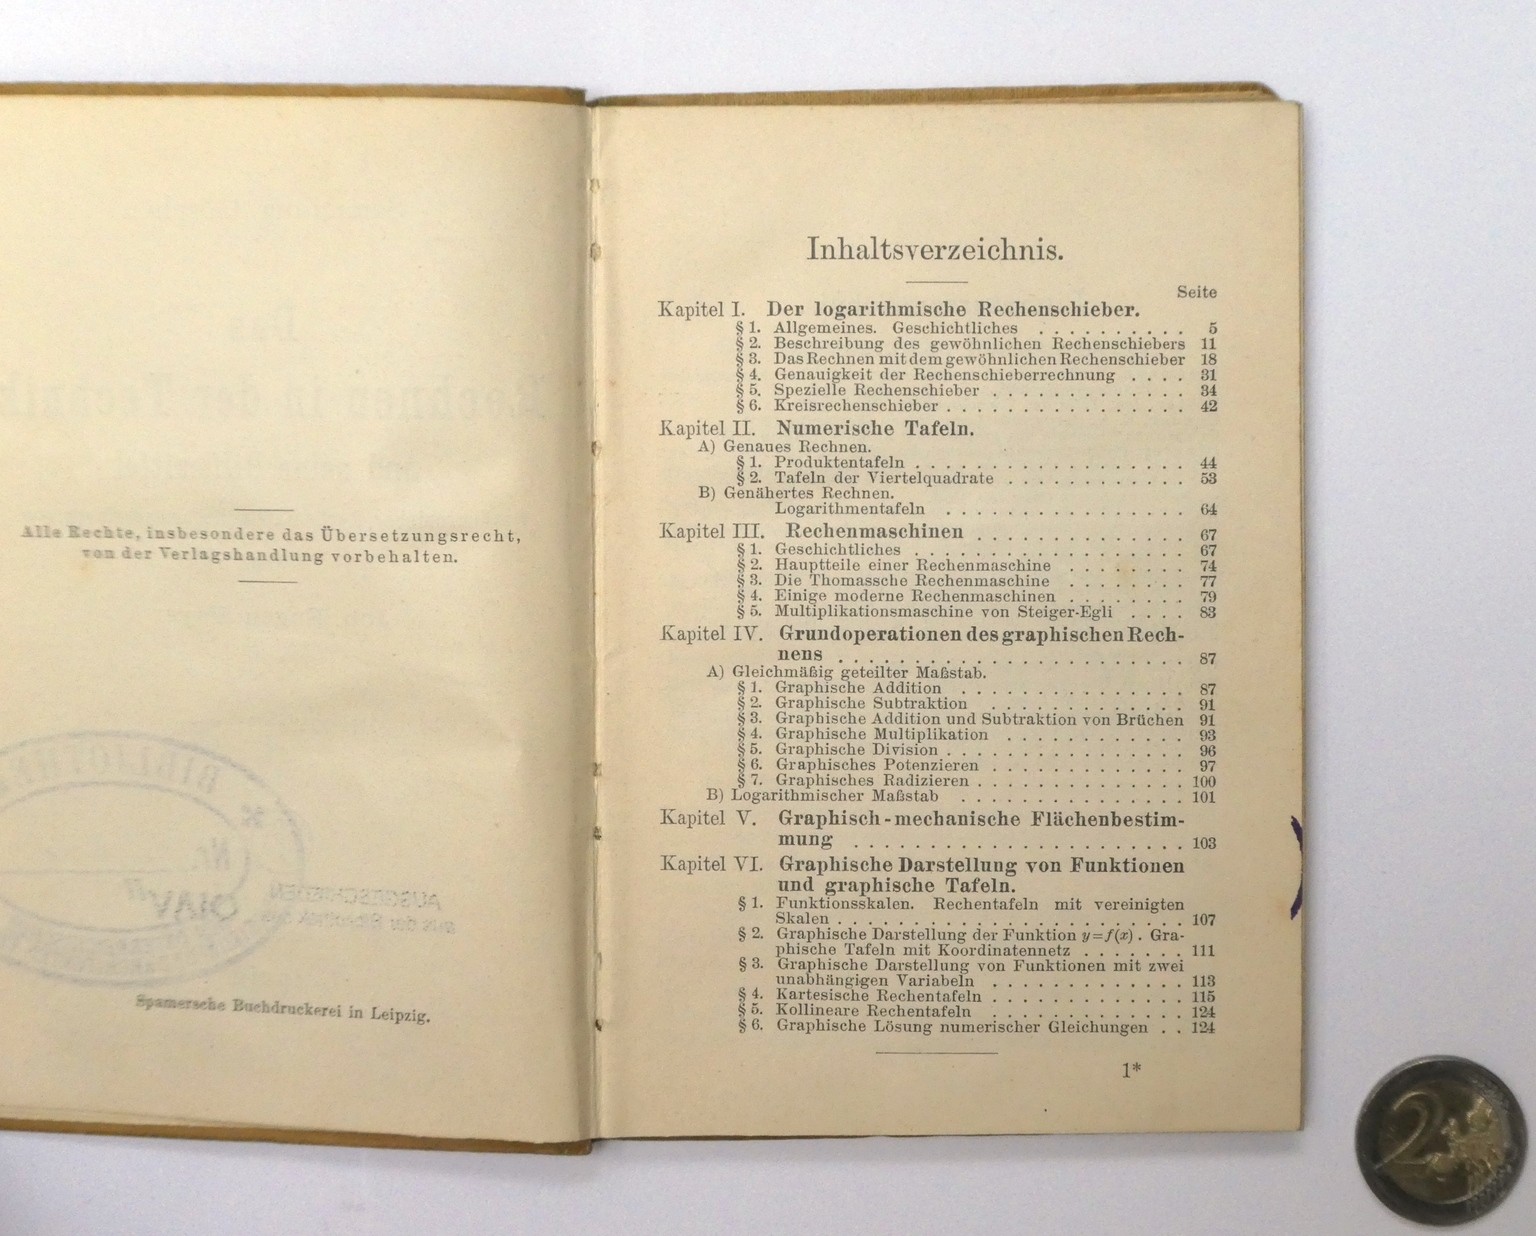 Alle Rechte, insbesondere das Übersetzungsrecht,
von der Verlagshandlung vorbehalten.
AUSGESCHIEDEN
aus der Bibliothek
Nr.
Spamersche Buchdruckerei in Leipzig.
Inhaltsverzeichnis.
Seite
Kapitel I. Der logarithmische Rechenschieber.
§ 1. Allgemeines. Geschichtliches . . . . . . . . . . 5
§ 2. Beschreibung des gewöhnlichen Rechenschiebers 11
§ 3. Das Rechnen mit dem gewöhnlichen Rechenschieber 18
§ 4. Genauigkeit der Rechenschieberrechnung . . . . 31
§ 5. Spezielle Rechenschieber . . . . . . . . . . . . . 34
§ 6. Kreisrechenschieber . . . . . . . . . . . . . . . . 42
Kapitel II. Numerische Tafeln.
A) Genaues Rechnen.
§ 1. Produktentafeln . . . . . . . . . . . . . . . . . . 44
§ 2. Tafeln der Viertelquadrate . . . . . . . . . . . . 53
B) Genähertes Rechnen.
Logarithmentafeln . . . . . . . . . . . . . . . . 64
Kapitel III. Rechenmaschinen . . . . . . . . . . . . . . 67
§ 1. Geschichtliches . . . . . . . . . . . . . . . . . . 67
§ 2. Hauptteile einer Rechenmaschine . . . . . . . . 74
§ 3. Die Thomassche Rechenmaschine . . . . . . . . 77
§ 4. Einige moderne Rechenmaschinen . . . . . . . . 79
§ 5. Multiplikationsmaschine von Steiger-Egli . . . . 83
Kapitel IV. Grundoperationen des graphischen Rech-
nens . . . . . . . . . . . . . . . . . . . . . . . 87
A) Gleichmäßig geteilter Maßstab.
§ 1. Graphische Addition . . . . . . . . . . . . . . . 87
§ 2. Graphische Subtraktion . . . . . . . . . . . . . 91
§ 3. Graphische Addition und Subtraktion von Brüchen 91
§ 4. Graphische Multiplikation . . . . . . . . . . . . 93
§ 5. Graphische Division . . . . . . . . . . . . . . . . 96
§ 6. Graphisches Potenzieren . . . . . . . . . . . . . 97
§ 7. Graphisches Radizieren . . . . . . . . . . . . . . 100
B) Logarithmischer Maßstab . . . . . . . . . . . . . . . 101
Kapitel V. Graphisch-mechanische Flächenbestim-
mung . . . . . . . . . . . . . . . . . . . . . . 103
Kapitel VI. Graphische Darstellung von Funktionen
und graphische Tafeln.
§ 1. Funktionsskalen. Rechentafeln mit vereinigten
Skalen . . . . . . . . . . . . . . . . . . . . . . . 107
§ 2. Graphische Darstellung der Funktion y=f(x). Gra-
phische Tafeln mit Koordinatennetz . . . . . . . 111
§ 3. Graphische Darstellung von Funktionen mit zwei
unabhängigen Variabeln . . . . . . . . . . . . . 113
§ 4. Kartesische Rechentafeln . . . . . . . . . . . . . 115
§ 5. Kollineare Rechentafeln . . . . . . . . . . . . . 124
§ 6. Graphische Lösung numerischer Gleichungen . . 124
1*
2